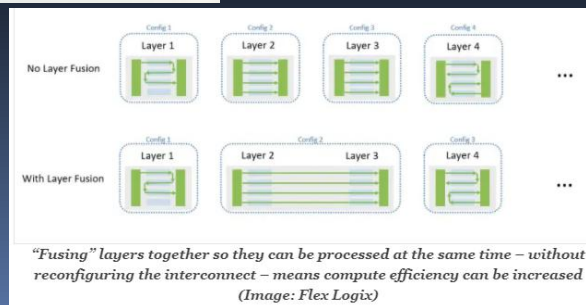 Config 1 Config 2 Config 3 Config 4
Layer 1 Layer 2 Layer 3 Layer 4
No Layer Fusion ...
Config 1 Config 2 Config 3
Layer 1 Layer 2 Layer 3 Layer 4
With Layer Fusion ...
"Fusing" layers together so they can be processed at the same time – without
reconfiguring the interconnect – means compute efficiency can be increased
(Image: Flex Logix)